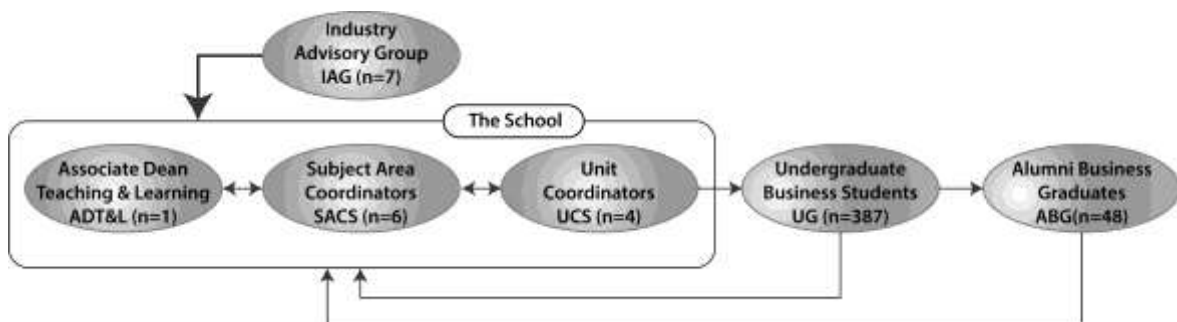 Industry
Advisory Group
IAG (n=7)
The School
Associate Dean
Teaching & Learning
ADT&L (n=1)
Subject Area
Coordinators
SACS (n=6)
Unit
Coordinators
UCS (n=4)
Undergraduate
Business Students
UG (n=387)
Alumni Business
Graduates
ABG(n=48)